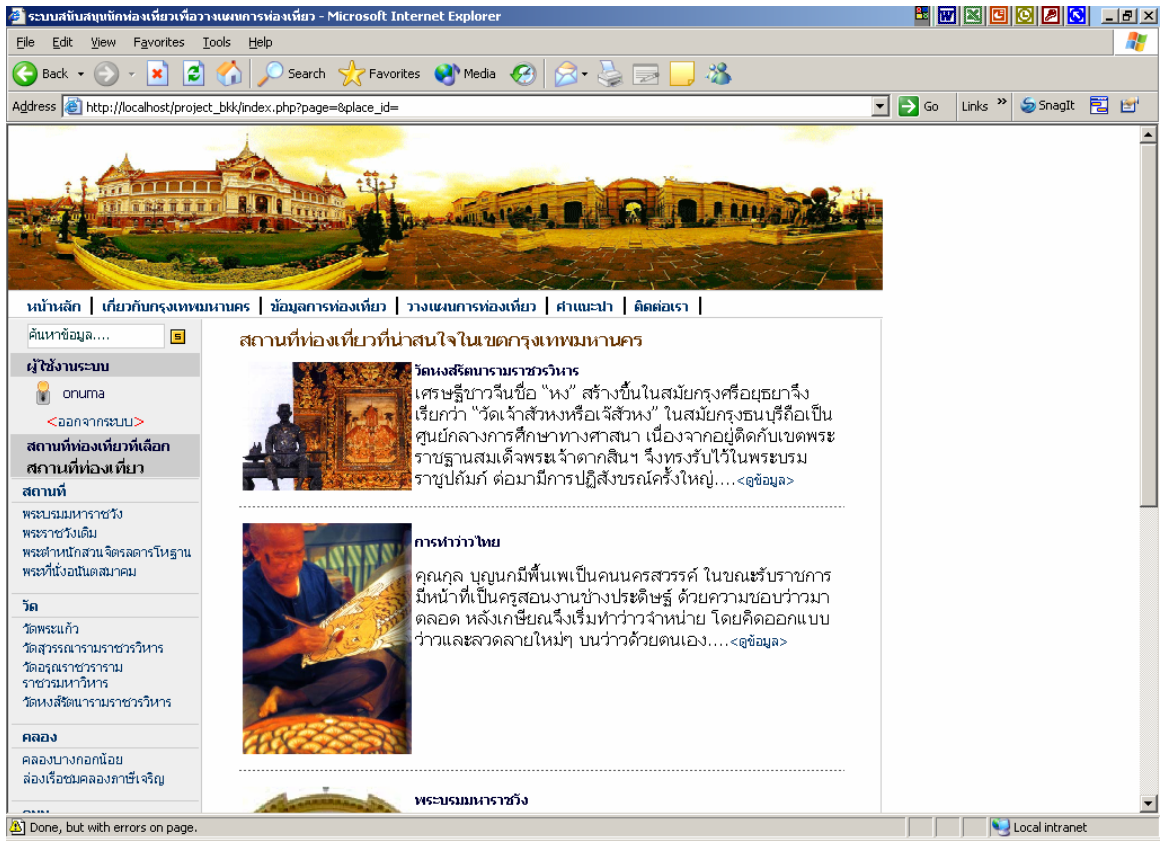 ระบบสนับสนุนนักท่องเที่ยวเพื่อวางแผนการท่องเที่ยว - Microsoft Internet Explorer
File Edit View Favorites Tools Help
Back Search Favorites Media
Address http://localhost/project_bkk/index.php?page=&place_id= Go Links » SnagIt
หน้าหลัก | เกี่ยวกับกรุงเทพมหานคร | ข้อมูลการท่องเที่ยว | วางแผนการท่องเที่ยว | คำแนะนำ | ติดต่อเรา |
ค้นหาข้อมูล....
ผู้ใช้งานระบบ
onuma
<ออกจากระบบ>
สถานที่ท่องเที่ยวที่เลือก
สถานที่ท่องเที่ยว
สถานที่
พระบรมมหาราชวัง
พระราชวังเดิม
พระตำหนักสวนจิตรลดารโหฐาน
พระที่นั่งอนันตสมาคม
วัด
วัดพระแก้ว
วัดสุวรรณารามราชวรวิหาร
วัดอรุณราชวราราม
ราชวรมหาวิหาร
วัดหงส์รัตนารามราชวรวิหาร
คลอง
คลองบางกอกน้อย
ล่องเรือชมคลองภาษีเจริญ
สถานที่ท่องเที่ยวที่น่าสนใจในเขตกรุงเทพมหานคร
วัดหงส์รัตนารามราชวรวิหาร
เศรษฐีชาวจีนชื่อ "หง" สร้างขึ้นในสมัยกรุงศรีอยุธยาจึง
เรียกว่า "วัดเจ้าสัวหงหรือเจ๊สัวหง" ในสมัยกรุงธนบุรีถือเป็น
ศูนย์กลางการศึกษาทางศาสนา เนื่องจากอยู่ติดกับเขตพระ
ราชฐานสมเด็จพระเจ้าตากสินฯ จึงทรงรับไว้ในพระบรม
ราชูปถัมภ์ ต่อมามีการปฏิสังขรณ์ครั้งใหญ่....<ดูข้อมูล>
การทำว่าวไทย
คุณกุล บุญนกมีพื้นเพเป็นคนนครสวรรค์ ในขณะรับราชการ
มีหน้าที่เป็นครูสอนงานช่างประดิษฐ์ ด้วยความชอบว่าวมา
ตลอด หลังเกษียณจึงเริ่มทำว่าวจำหน่าย โดยคิดออกแบบ
ว่าวและลวดลายใหม่ๆ บนว่าวด้วยตนเอง....<ดูข้อมูล>
พระบรมมหาราชวัง
Done, but with errors on page. Local intranet